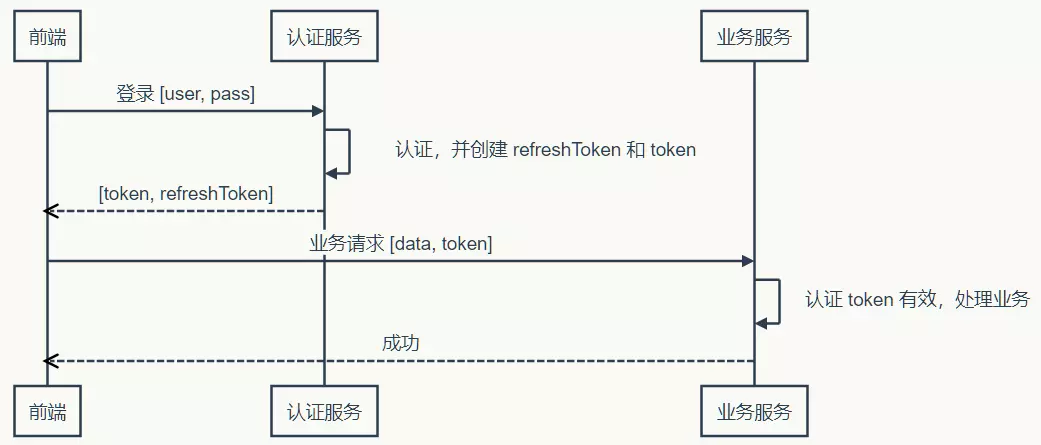 前端
认证服务
业务服务
登录 [user, pass]
认证，并创建 refreshToken 和 token
[token, refreshToken]
业务请求 [data, token]
认证 token 有效，处理业务
成功
前端
认证服务
业务服务